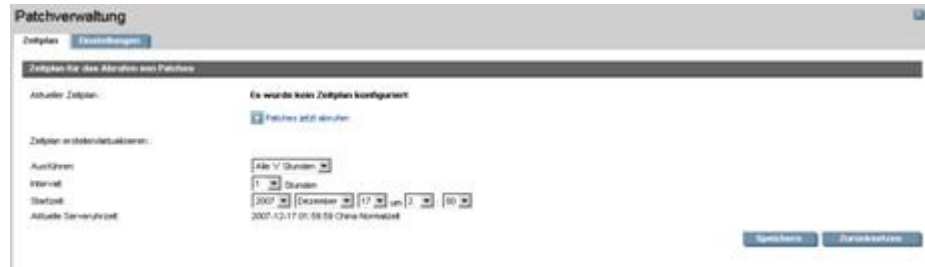 Patchverwaltung
Zeitplan Einstellungen
Zeitplan für das Abrufen von Patches
Aktueller Zeitplan:
Es wurde kein Zeitplan konfiguriert
Patches jetzt abrufen
Zeitplan erstellen/aktualisieren:
Ausführen: Alle 'x' Stunden
Intervall: 1 Stunden
Startzeit: 2007 Dezember 17 um 2 : 00
Aktuelle Serveruhrzeit: 2007-12-17 01:59:59 China Normalzeit
Speichern Zurücksetzen